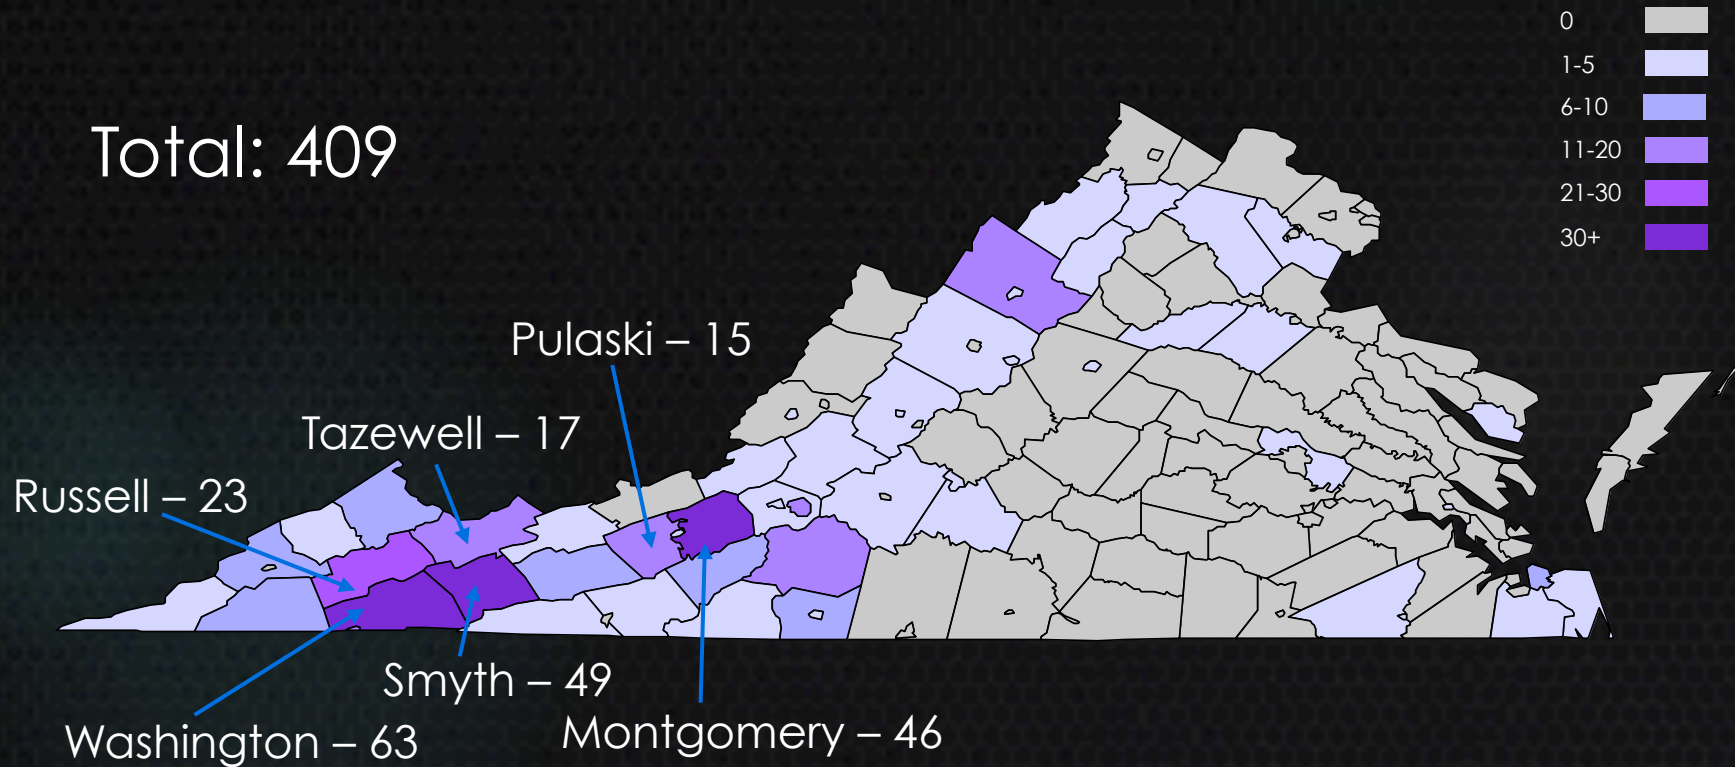 Total: 409
0
1-5
6-10
11-20
21-30
30+
Pulaski – 15
Tazewell – 17
Russell – 23
Smyth – 49
Montgomery – 46
Washington – 63